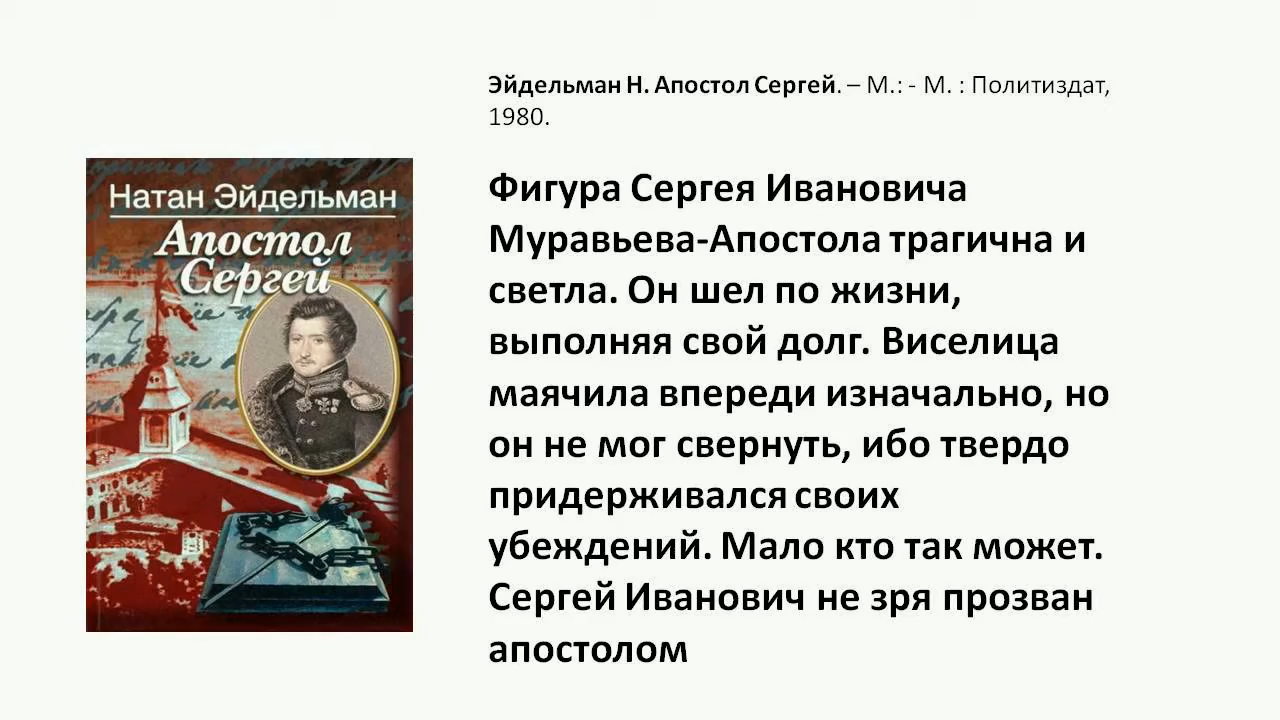 Эйдельман Н. Апостол Сергей. – М.: - М. : Политиздат,
1980.
Натан Эйдельман
Апостол
Сергей
Фигура Сергея Ивановича
Муравьева-Апостола трагична и
светла. Он шел по жизни,
выполняя свой долг. Виселица
маячила впереди изначально, но
он не мог свернуть, ибо твердо
придерживался своих
убеждений. Мало кто так может.
Сергей Иванович не зря прозван
апостолом